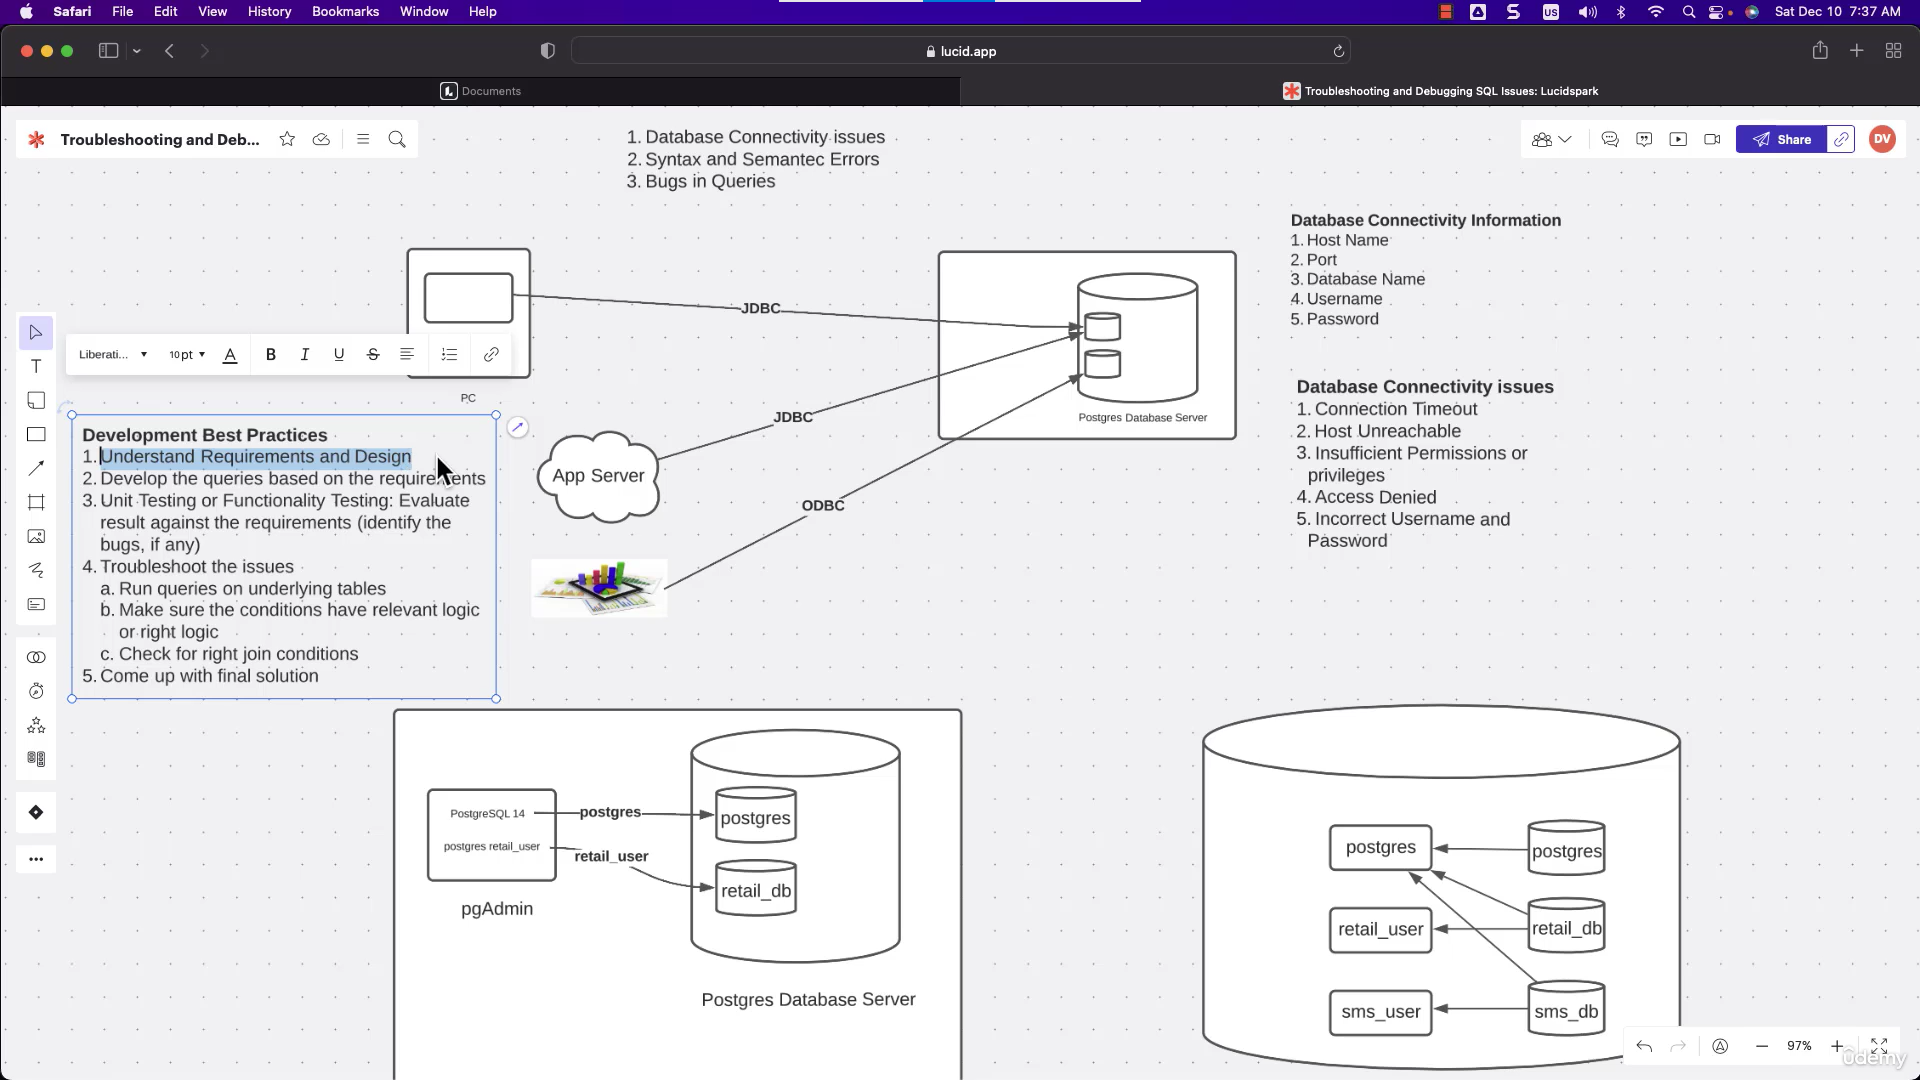 Safari File Edit View History Bookmarks Window Help
US
Sat Dec 10 7:37 AM
lucid.app
Documents
Troubleshooting and Debugging SQL Issues: Lucidspark
Troubleshooting and Deb...
Share
DV
1. Database Connectivity issues
2. Syntax and Semantec Errors
3. Bugs in Queries
Database Connectivity Information
1. Host Name
2. Port
3. Database Name
4. Username
5. Password
JDBC
Liberati... 10 pt A B I U S
PC
JDBC
Postgres Database Server
Database Connectivity issues
1. Connection Timeout
2. Host Unreachable
3. Insufficient Permissions or
privileges
4. Access Denied
5. Incorrect Username and
Password
Development Best Practices
1. Understand Requirements and Design
2. Develop the queries based on the requirements
3. Unit Testing or Functionality Testing: Evaluate
result against the requirements (identify the
bugs, if any)
4. Troubleshoot the issues
a. Run queries on underlying tables
b. Make sure the conditions have relevant logic
or right logic
c. Check for right join conditions
5. Come up with final solution
App Server
ODBC
PostgreSQL 14
postgres retail_user
pgAdmin
postgres
retail_user
postgres
retail_db
Postgres Database Server
postgres
postgres
retail_user
retail_db
sms_user
sms_db
97%
ûdemy